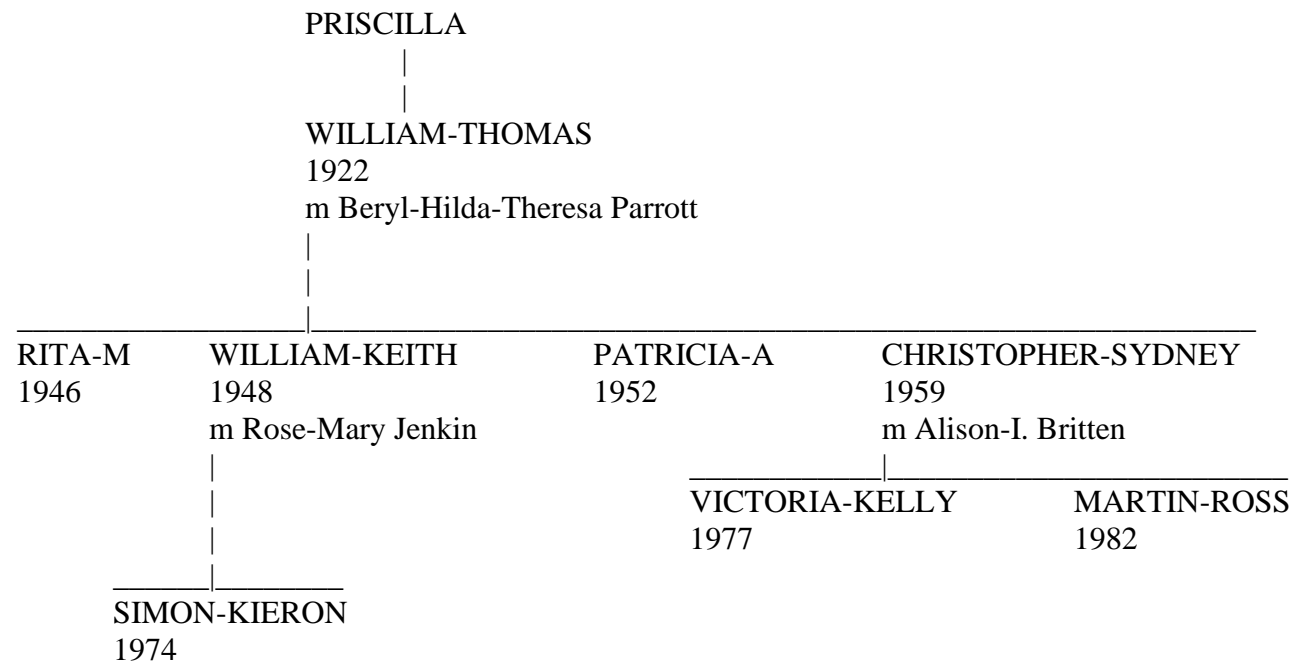 PRISCILLA
WILLIAM-THOMAS
1922
m Beryl-Hilda-Theresa Parrott
RITA-M WILLIAM-KEITH PATRICIA-A CHRISTOPHER-SYDNEY
1946 1948 1952 1959
m Rose-Mary Jenkin m Alison-I. Britten
VICTORIA-KELLY MARTIN-ROSS
1977 1982
SIMON-KIERON
1974